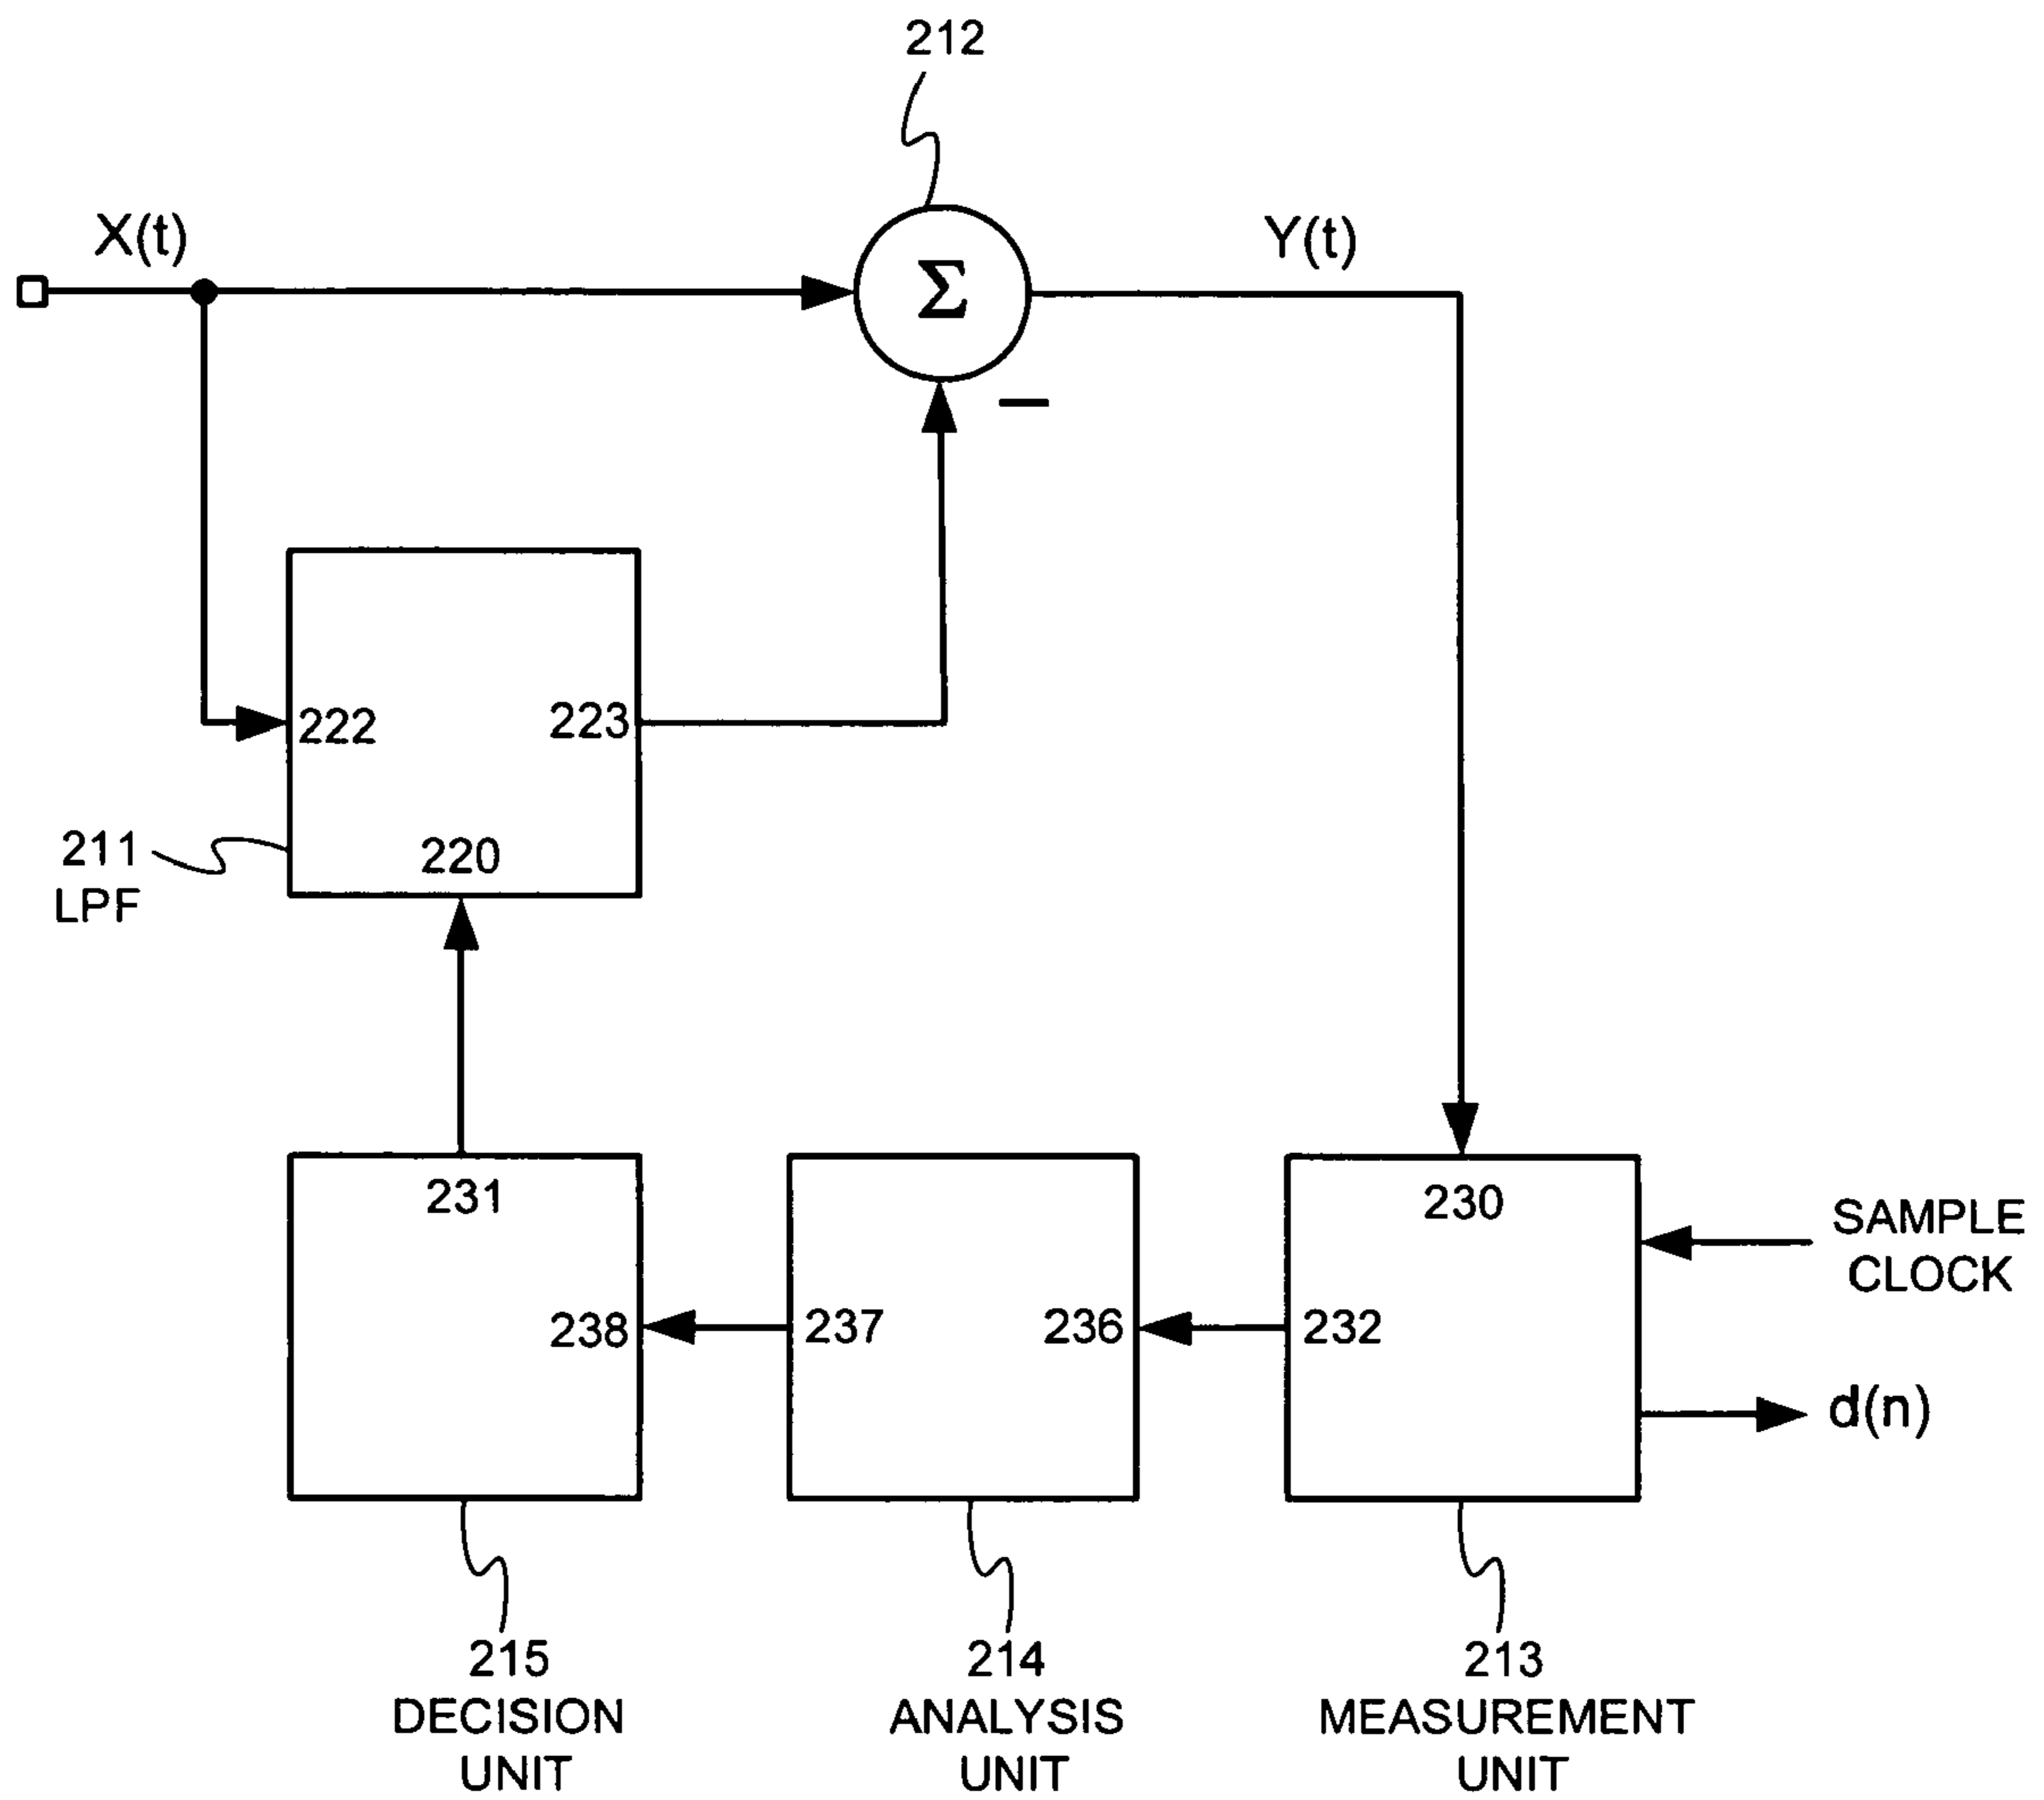 212
X(t)
Y(t)
Σ
222
223
220
211
LPF
231
238
237
236
232
230
SAMPLE
CLOCK
d(n)
215
DECISION
UNIT
214
ANALYSIS
UNIT
213
MEASUREMENT
UNIT